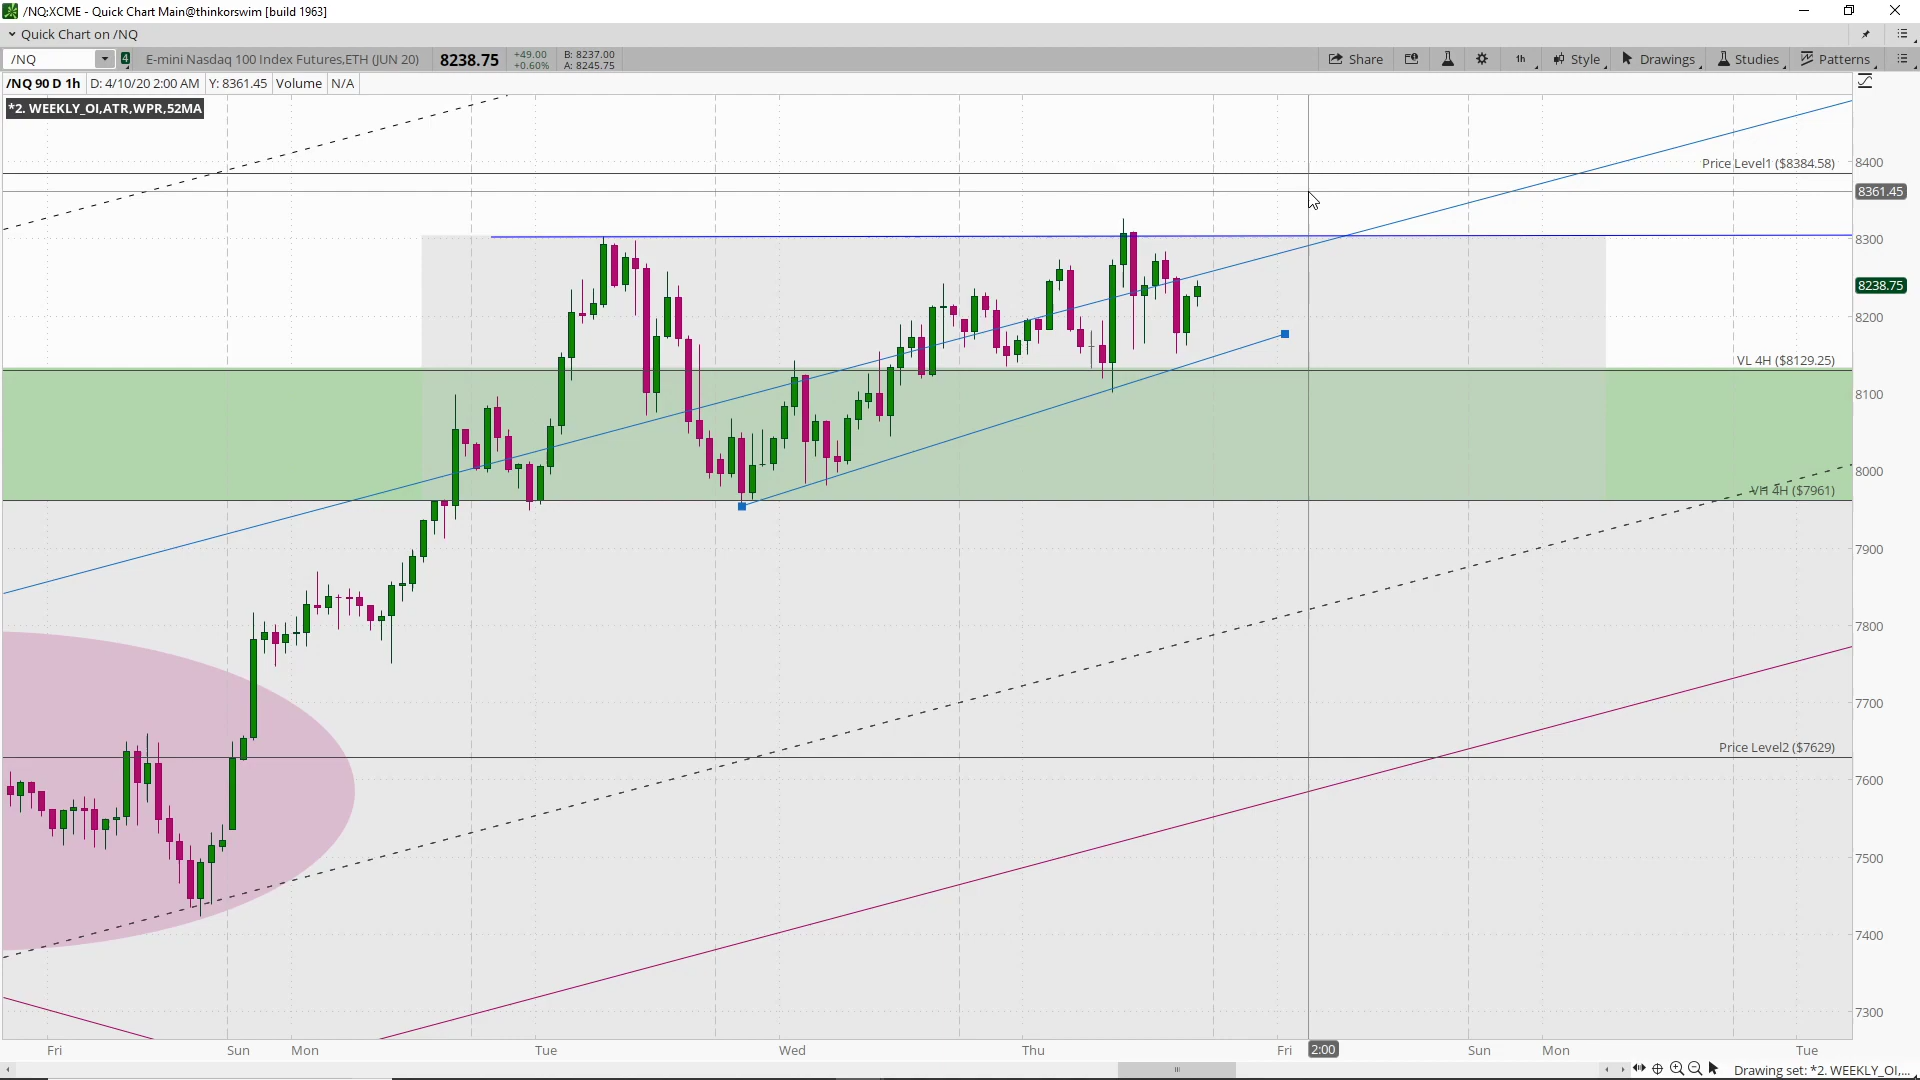 /NQ:XCME - Quick Chart Main@thinkorswim [build 1963]
Quick Chart on /NQ
/NQ 4 E-mini Nasdaq 100 Index Futures,ETH (JUN 20) 8238.75 +49.00 +0.60% B: 8237.00 A: 8245.75 Share 1h Style Drawings Studies Patterns
/NQ 90 D 1h D: 4/10/20 2:00 AM Y: 8361.45 Volume N/A
*2. WEEKLY_OI,ATR,WPR,52MA
Price Level1 ($8384.58)
8400
8361.45
8300
8238.75
8200
VL 4H ($8129.25)
8100
8000
VH 4H ($7961)
7900
7800
7700
Price Level2 ($7629)
7600
7500
7400
7300
Fri Sun Mon Tue Wed Thu Fri 2:00 Sun Mon Tue
Drawing set: *2. WEEKLY_OI,...